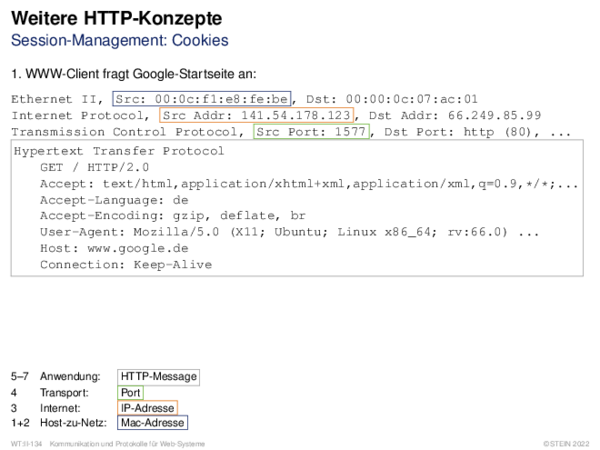 Weitere HTTP-Konzepte
Session-Management: Cookies
1. WWW-Client fragt Google-Startseite an:
Ethernet II, Src: 00:0c:f1:e8:fe:be, Dst: 00:00:0c:07:ac:01
Internet Protocol, Src Addr: 141.54.178.123, Dst Addr: 66.249.85.99
Transmission Control Protocol, Src Port: 1577, Dst Port: http (80), ...
Hypertext Transfer Protocol
GET / HTTP/2.0
Accept: text/html,application/xhtml+xml,application/xml,q=0.9,*/*;...
Accept-Language: de
Accept-Encoding: gzip, deflate, br
User-Agent: Mozilla/5.0 (X11; Ubuntu; Linux x86_64; rv:66.0) ...
Host: www.google.de
Connection: Keep-Alive
5–7 Anwendung: HTTP-Message
4 Transport: Port
3 Internet: IP-Adresse
1+2 Host-zu-Netz: Mac-Adresse
WT:II-134 Kommunikation und Protokolle für Web-Systeme ©STEIN 2022